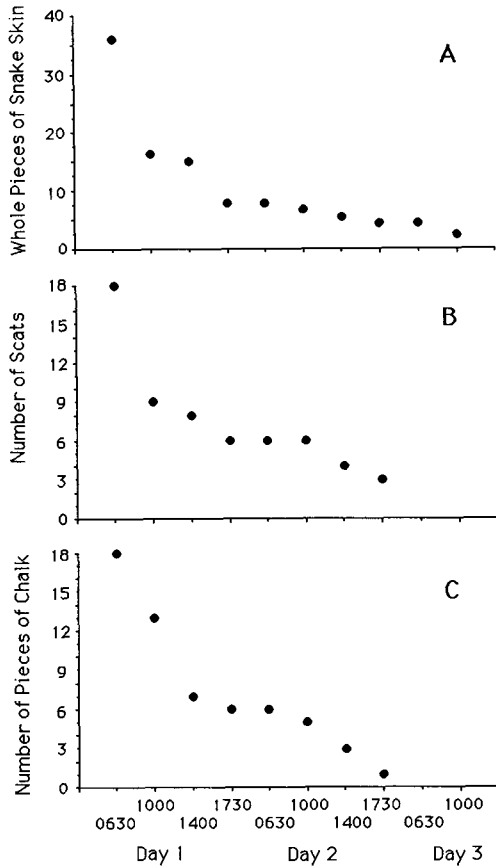 Whole Pieces of Snake Skin
40
30
20
10
0
A
Number of Scats
18
15
12
9
6
3
0
B
Number of Pieces of Chalk
18
15
12
9
6
3
0
C
1000 1730 1000 1730 1000
0630 1400 0630 1400 0630
Day 1 Day 2 Day 3